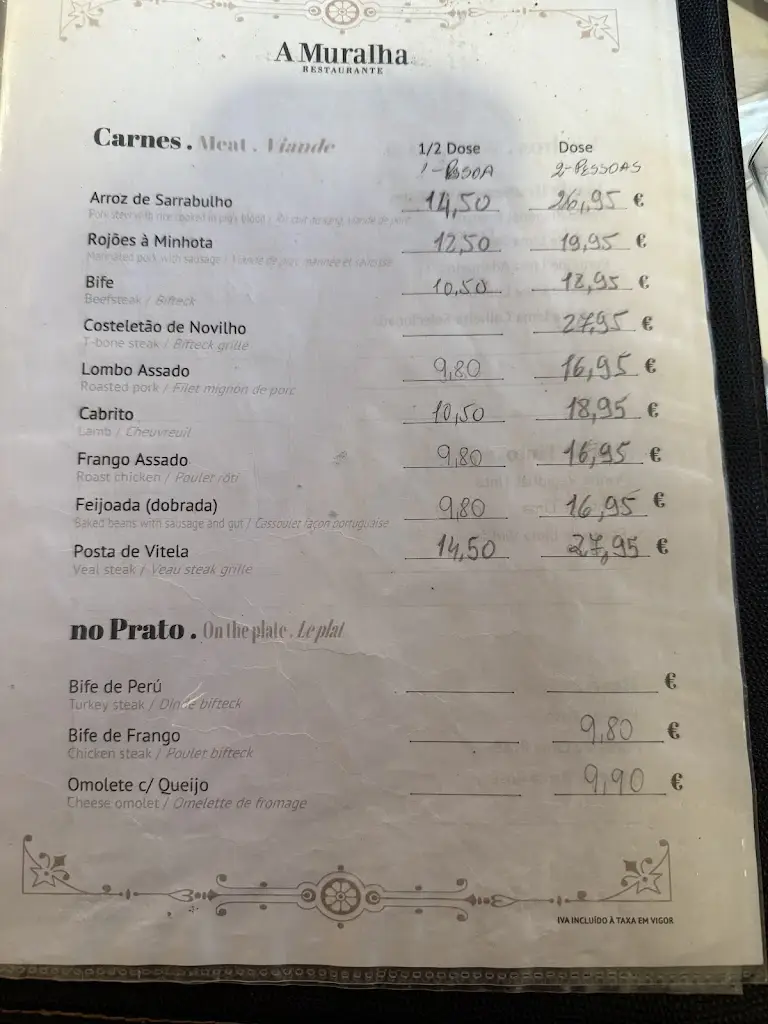 A Muralha
RESTAURANTE
Carnes . Meat . Viande
1/2 Dose Dose
1-PESSOA 2-PESSOAS
Arroz de Sarrabulho 14,50 26,95 €
Rojões à Minhota 12,50 19,95 €
Marinated pork with sausage /
Bife 10,50 €
Beefsteak / Bifteck
Costeletão de Novilho 27,95 €
T-bone steak / Bifteck grille
Lombo Assado 9,80 16,95 €
Roasted pork / Filet mignon de porc
Cabrito 10,50 18,95 €
Lamb / Cheuvreuil
Frango Assado 9,80 16,95 €
Roast chicken / Poulet rôti
Feijoada (dobrada) 9,80 16,95 €
Baked beans with sausage and gut / Cassoulet façon portuguaise
Posta de Vitela 14,50 27,95 €
Veal steak / Veau steak grille
no Prato . On the plate . Le plat
Bife de Perú €
Turkey steak / Dinde bifteck
Bife de Frango 9,80 €
Chicken steak / Poulet bifteck
Omolete c/ Queijo 9,90 €
Cheese omolet / Omelette de fromage
IVA INCLUÍDO À TAXA EM VIGOR